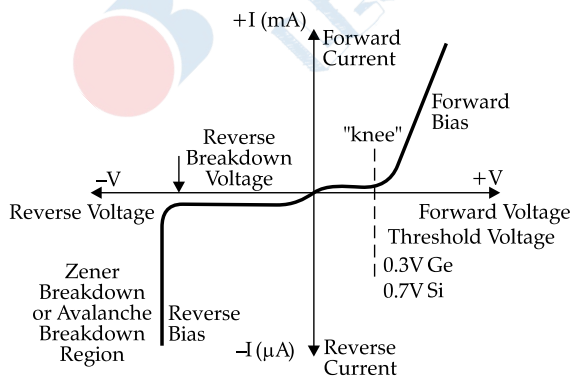 +I (mA)
Forward
Current
Forward
Bias
"knee"
Reverse
Breakdown
Voltage
–V
+V
Reverse Voltage
Forward Voltage
Threshold Voltage
0.3V Ge
0.7V Si
Zener
Breakdown
or Avalanche
Breakdown
Region
Reverse
Bias
–I (μA)
Reverse
Current